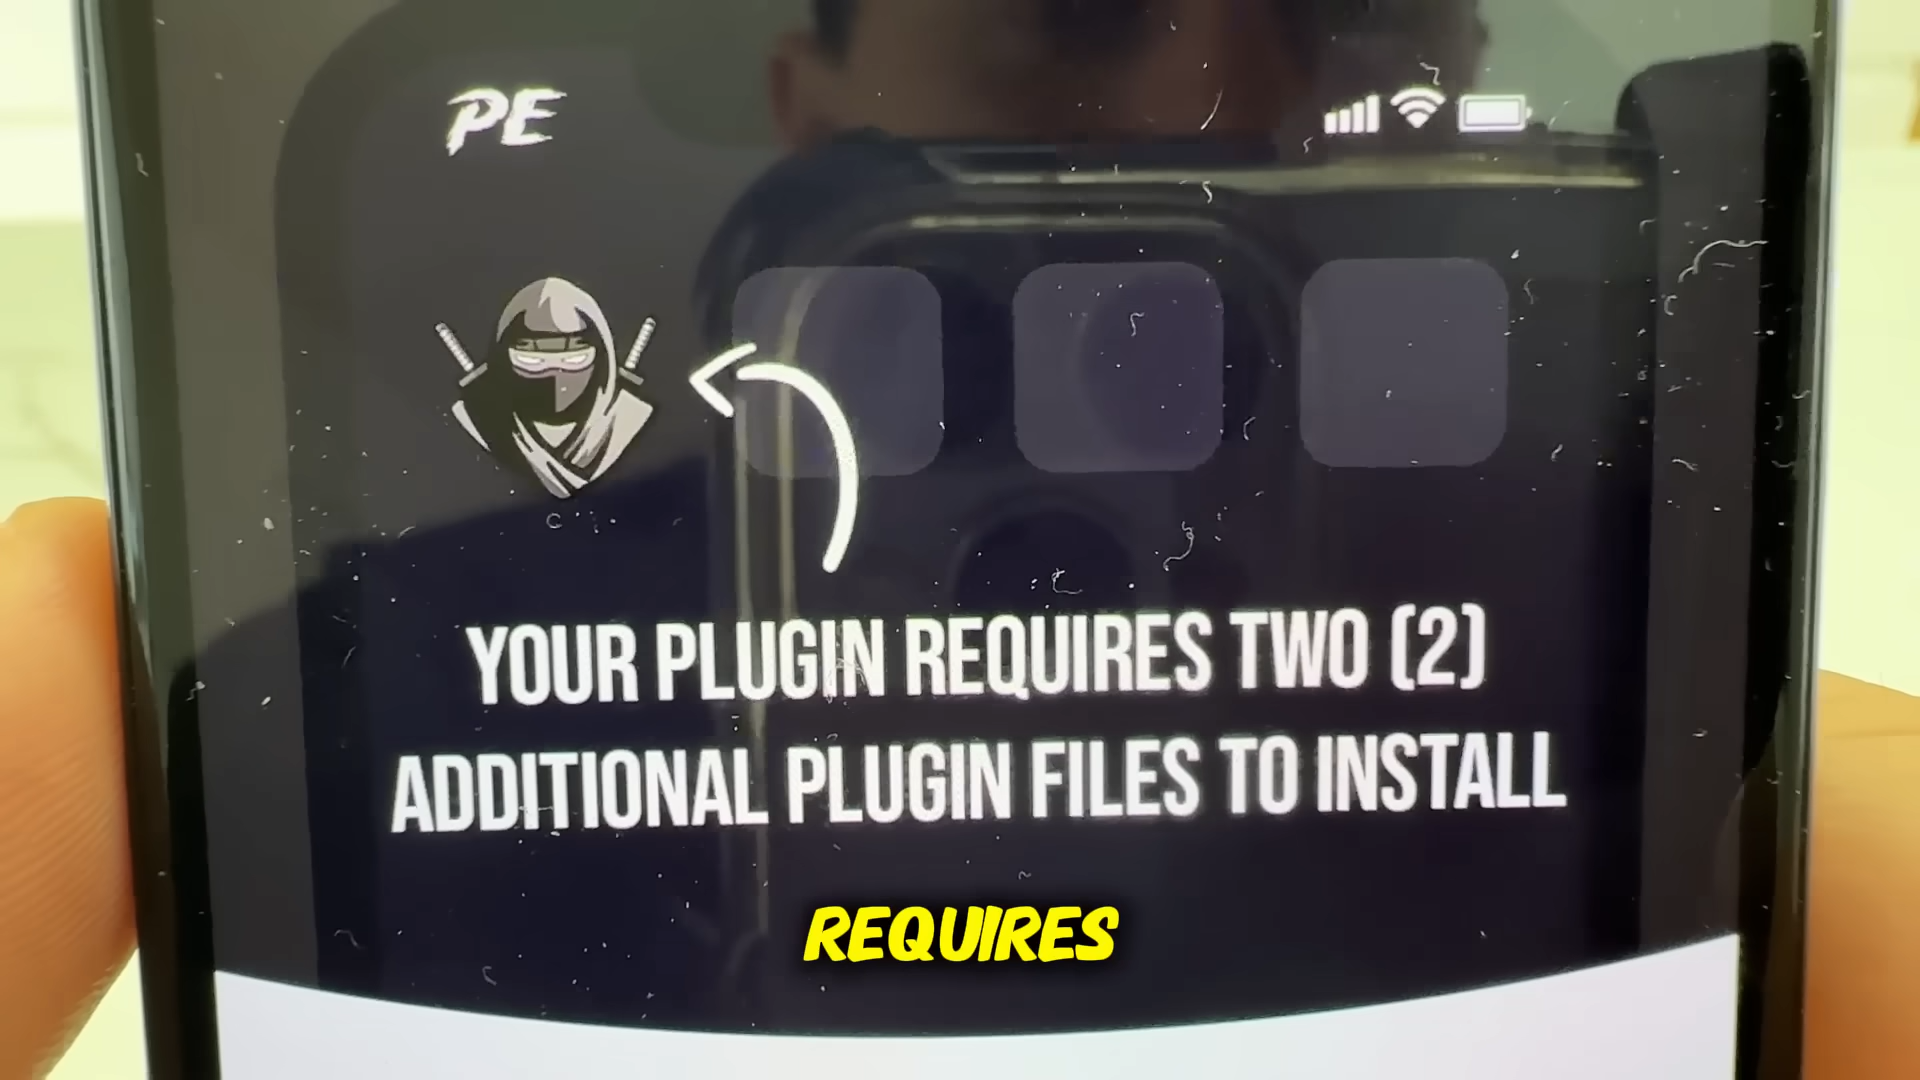 PE
YOUR PLUGIN REQUIRES TWO (2)
ADDITIONAL PLUGIN FILES TO INSTALL
REQUIRES